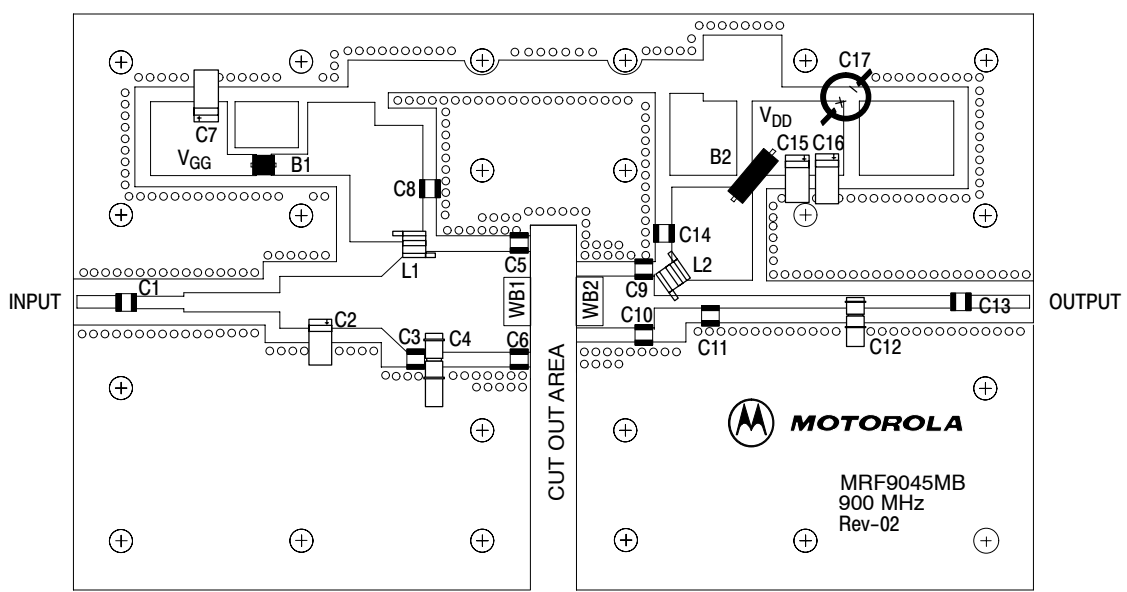 C17
C7
VGG
B1
VDD
B2
C15
C16
C8
C14
C5
L1
L2
C9
C1
INPUT
WB1
WB2
OUTPUT
C13
C2
C10
C3
C4
C6
C11
C12
CUT OUT AREA
MOTOROLA
MRF9045MB
900 MHz
Rev-02